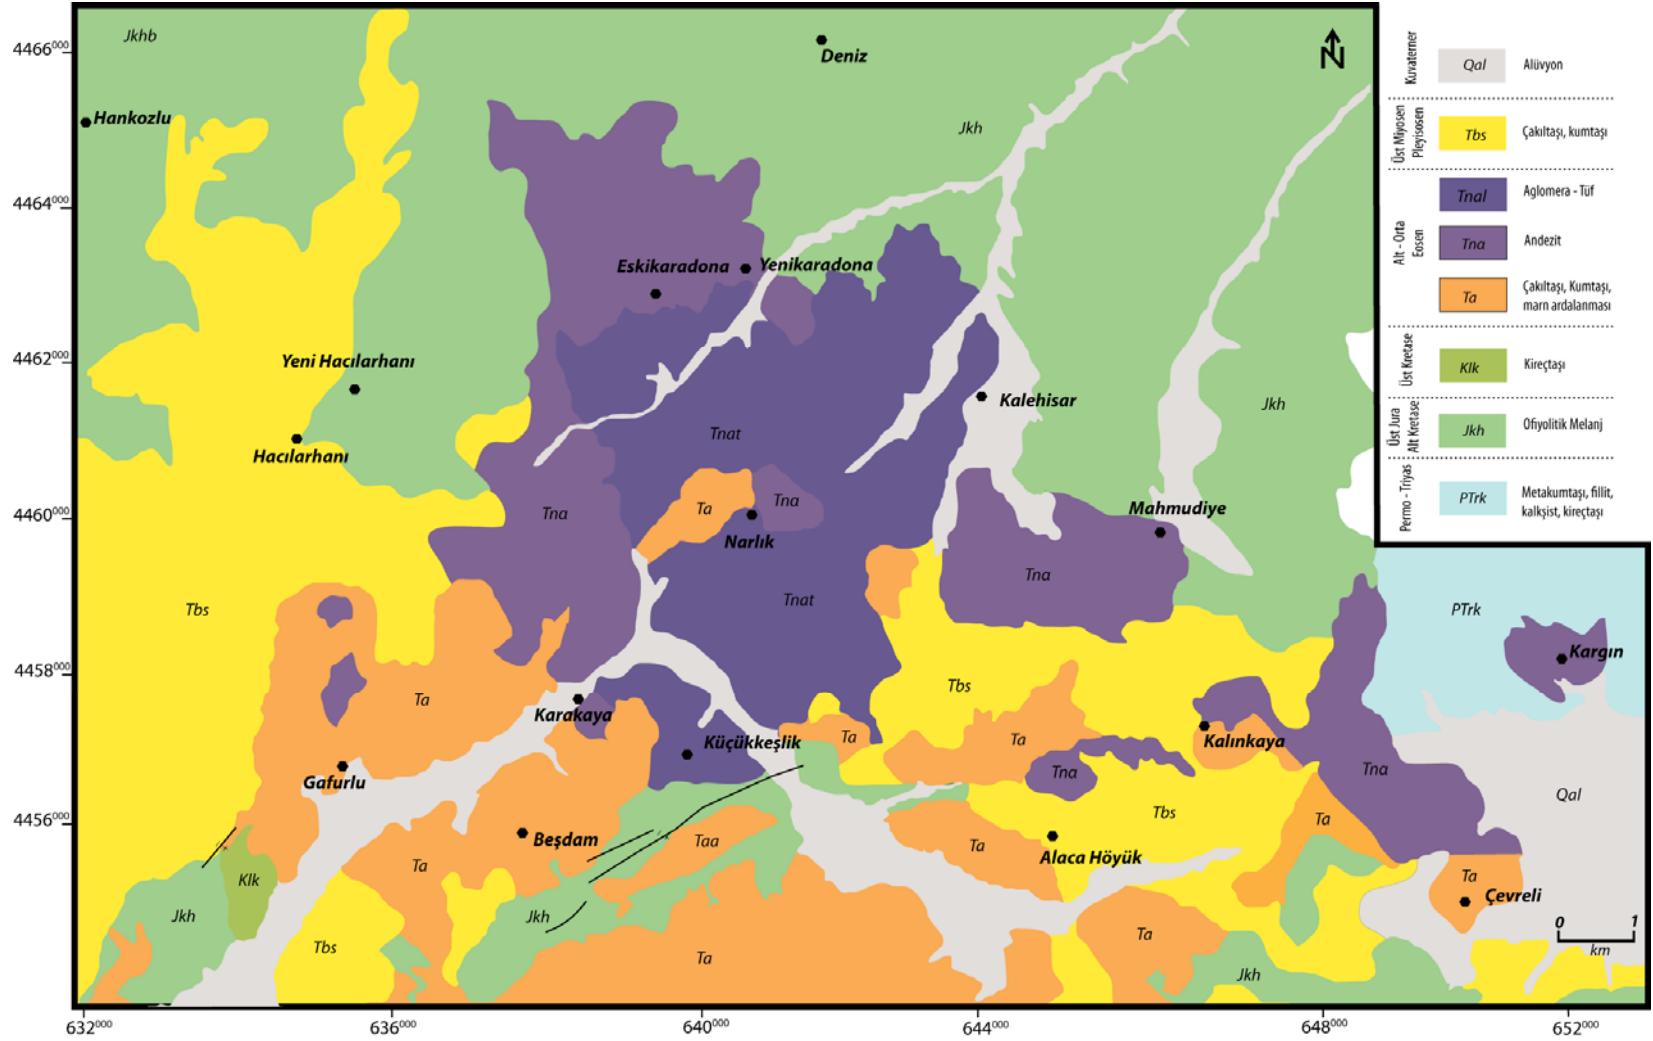 4466000
4464000
4462000
4460000
4458000
4456000
Jkhb
Hankozlu
Deniz
N
Jkh
Eskikaradona
Yenikaradona
Yeni Hacılarhanı
Hacılarhanı
Kalehisar
Jkh
Tnat
Tna
Ta
Tna
Narlık
Mahmudiye
Tna
Tnat
Tbs
PTrk
Kargın
Ta
Tbs
Karakaya
Küçükkeşlik
Ta
Ta
Kalınkaya
Gafurlu
Tna
Tna
Qal
Tbs
Ta
Beşdam
Taa
Ta
Alaca Höyük
Ta
Klk
Ta
Çevreli
Jkh
Jkh
Tbs
Ta
Ta
Jkh
0 1
km
632000 636000 640000 644000 648000 652000
Kuvaterner
Qal Alüvyon
Üst Miyosen
Pleyisosen
Tbs Çakıltaşı, kumtaşı
Alt - Orta
Eosen
Tnal Aglomera - Tüf
Tna Andezit
Ta Çakıltaşı, Kumtaşı,
marn ardalanması
Üst Kretase
Klk Kireçtaşı
Üst Jura
Alt Kretase
Jkh Ofiyolitik Melanj
Permo - Triyas
PTrk Metakumtaşı, fillit,
kalkşist, kireçtaşı